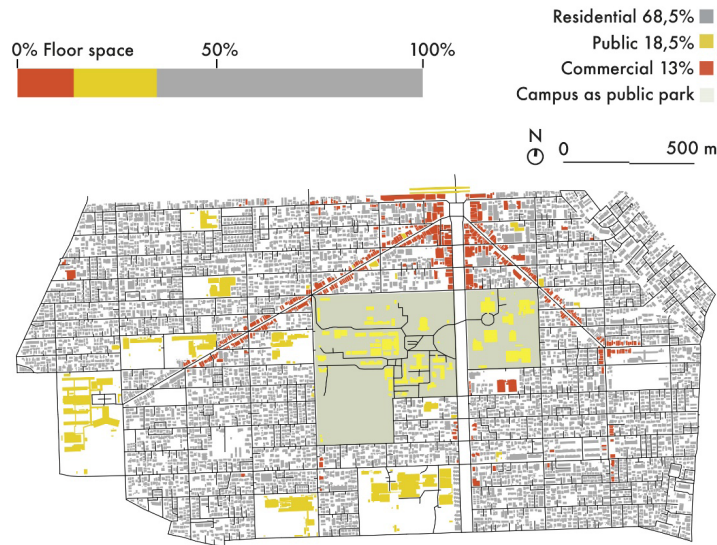 Residential 68,5%
Public 18,5%
Commercial 13%
Campus as public park
0% Floor space 50% 100%
N
0 500 m